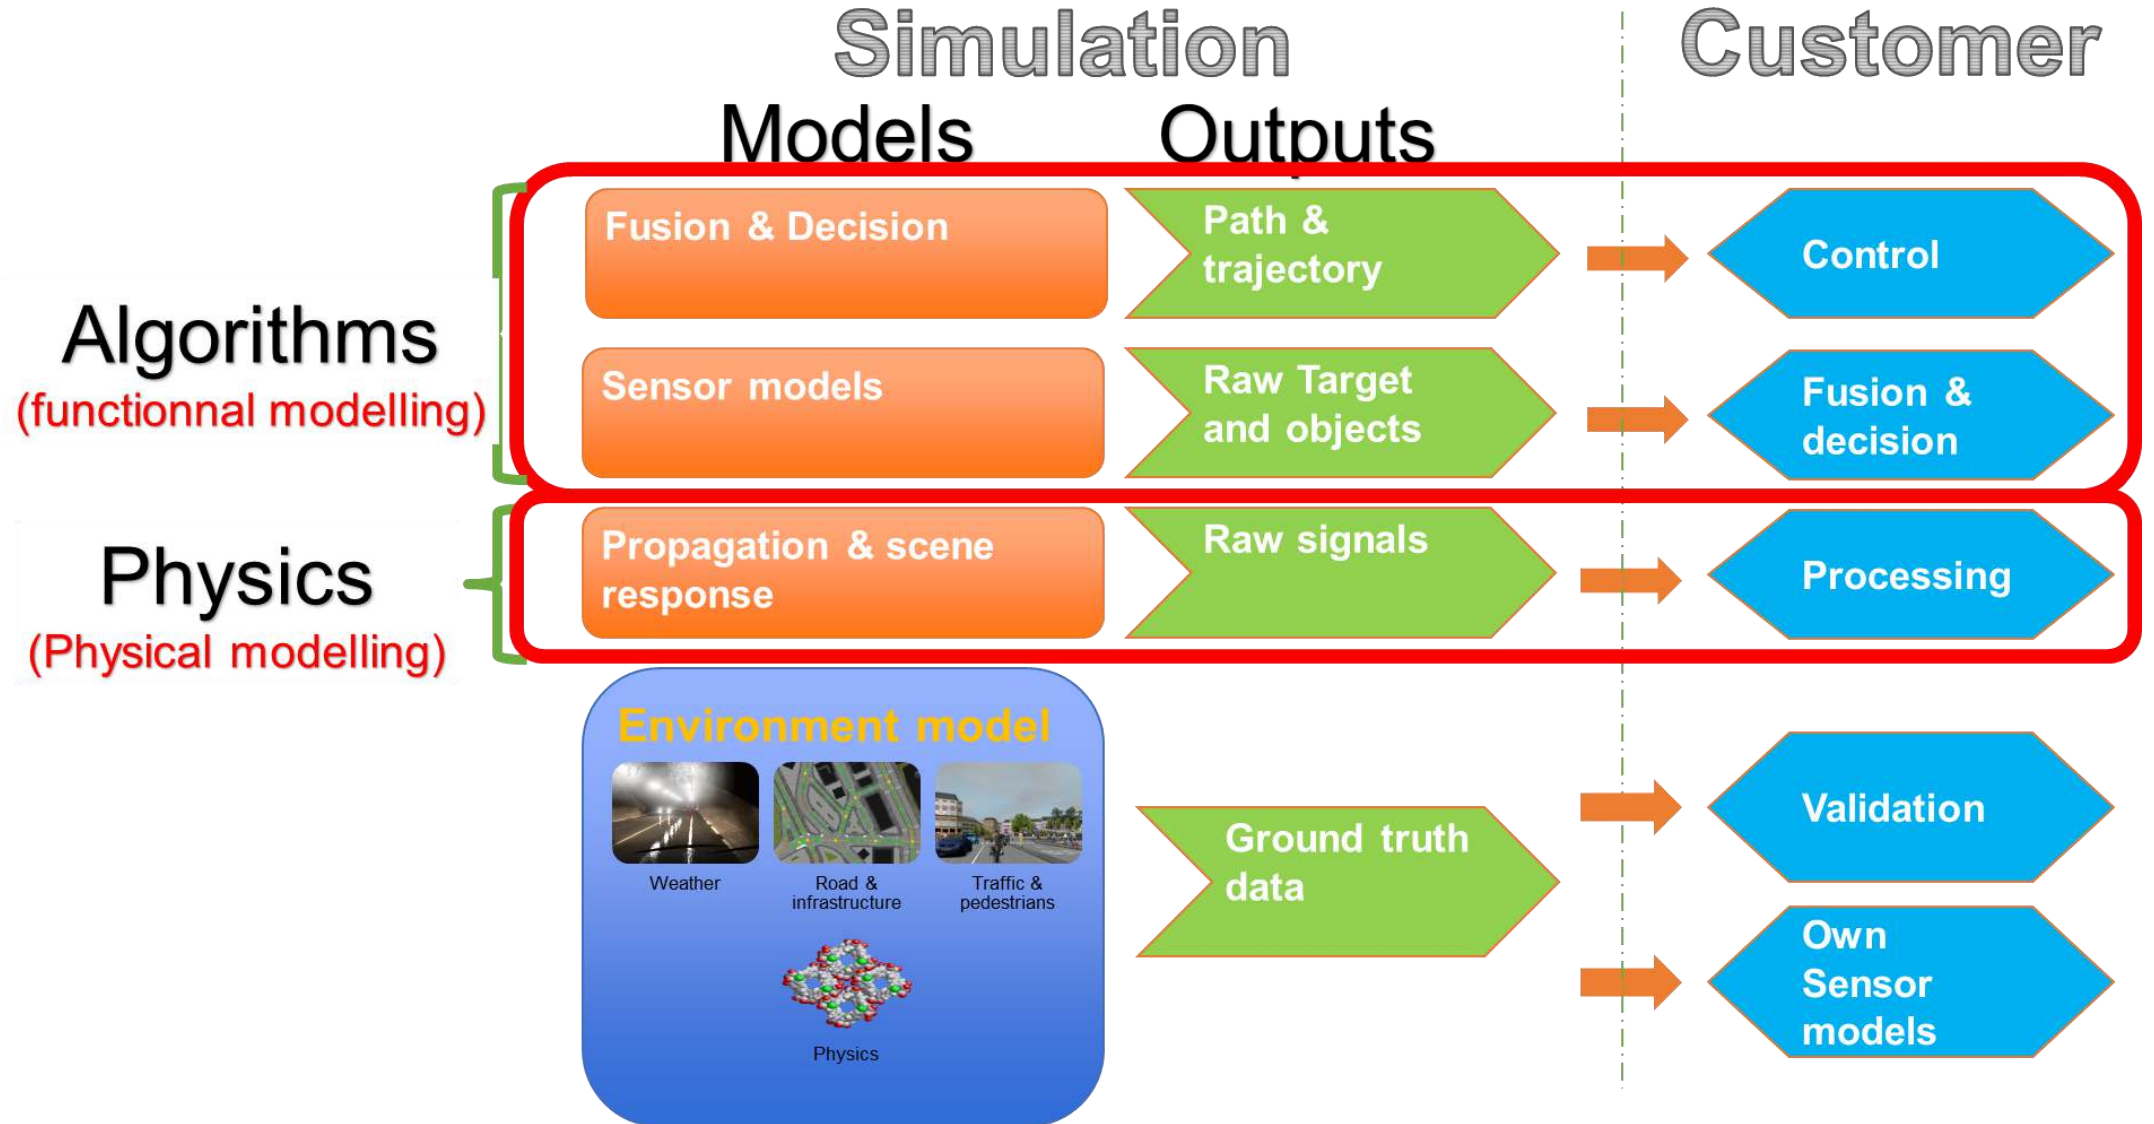 Simulation
Customer
Models
Outputs
Fusion & Decision
Path &
trajectory
Control
Algorithms
(functionnal modelling)
Sensor models
Raw Target
and objects
Fusion &
decision
Physics
(Physical modelling)
Propagation & scene
response
Raw signals
Processing
Environment model
Weather
Road &
infrastructure
Traffic &
pedestrians
Physics
Ground truth
data
Validation
Own
Sensor
models